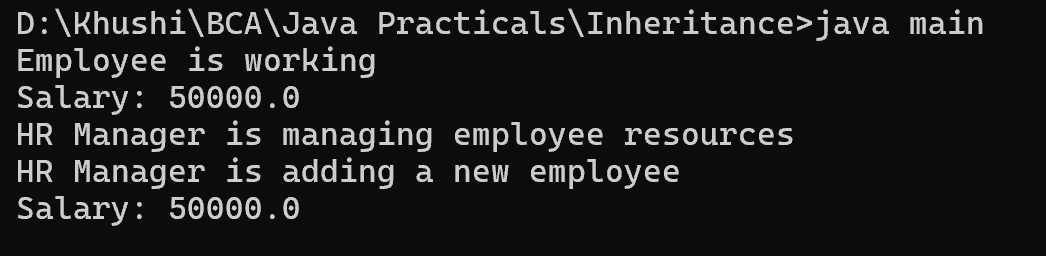 D:\Khushi\BCA\Java Practicals\Inheritance>java main
Employee is working
Salary: 50000.0
HR Manager is managing employee resources
HR Manager is adding a new employee
Salary: 50000.0